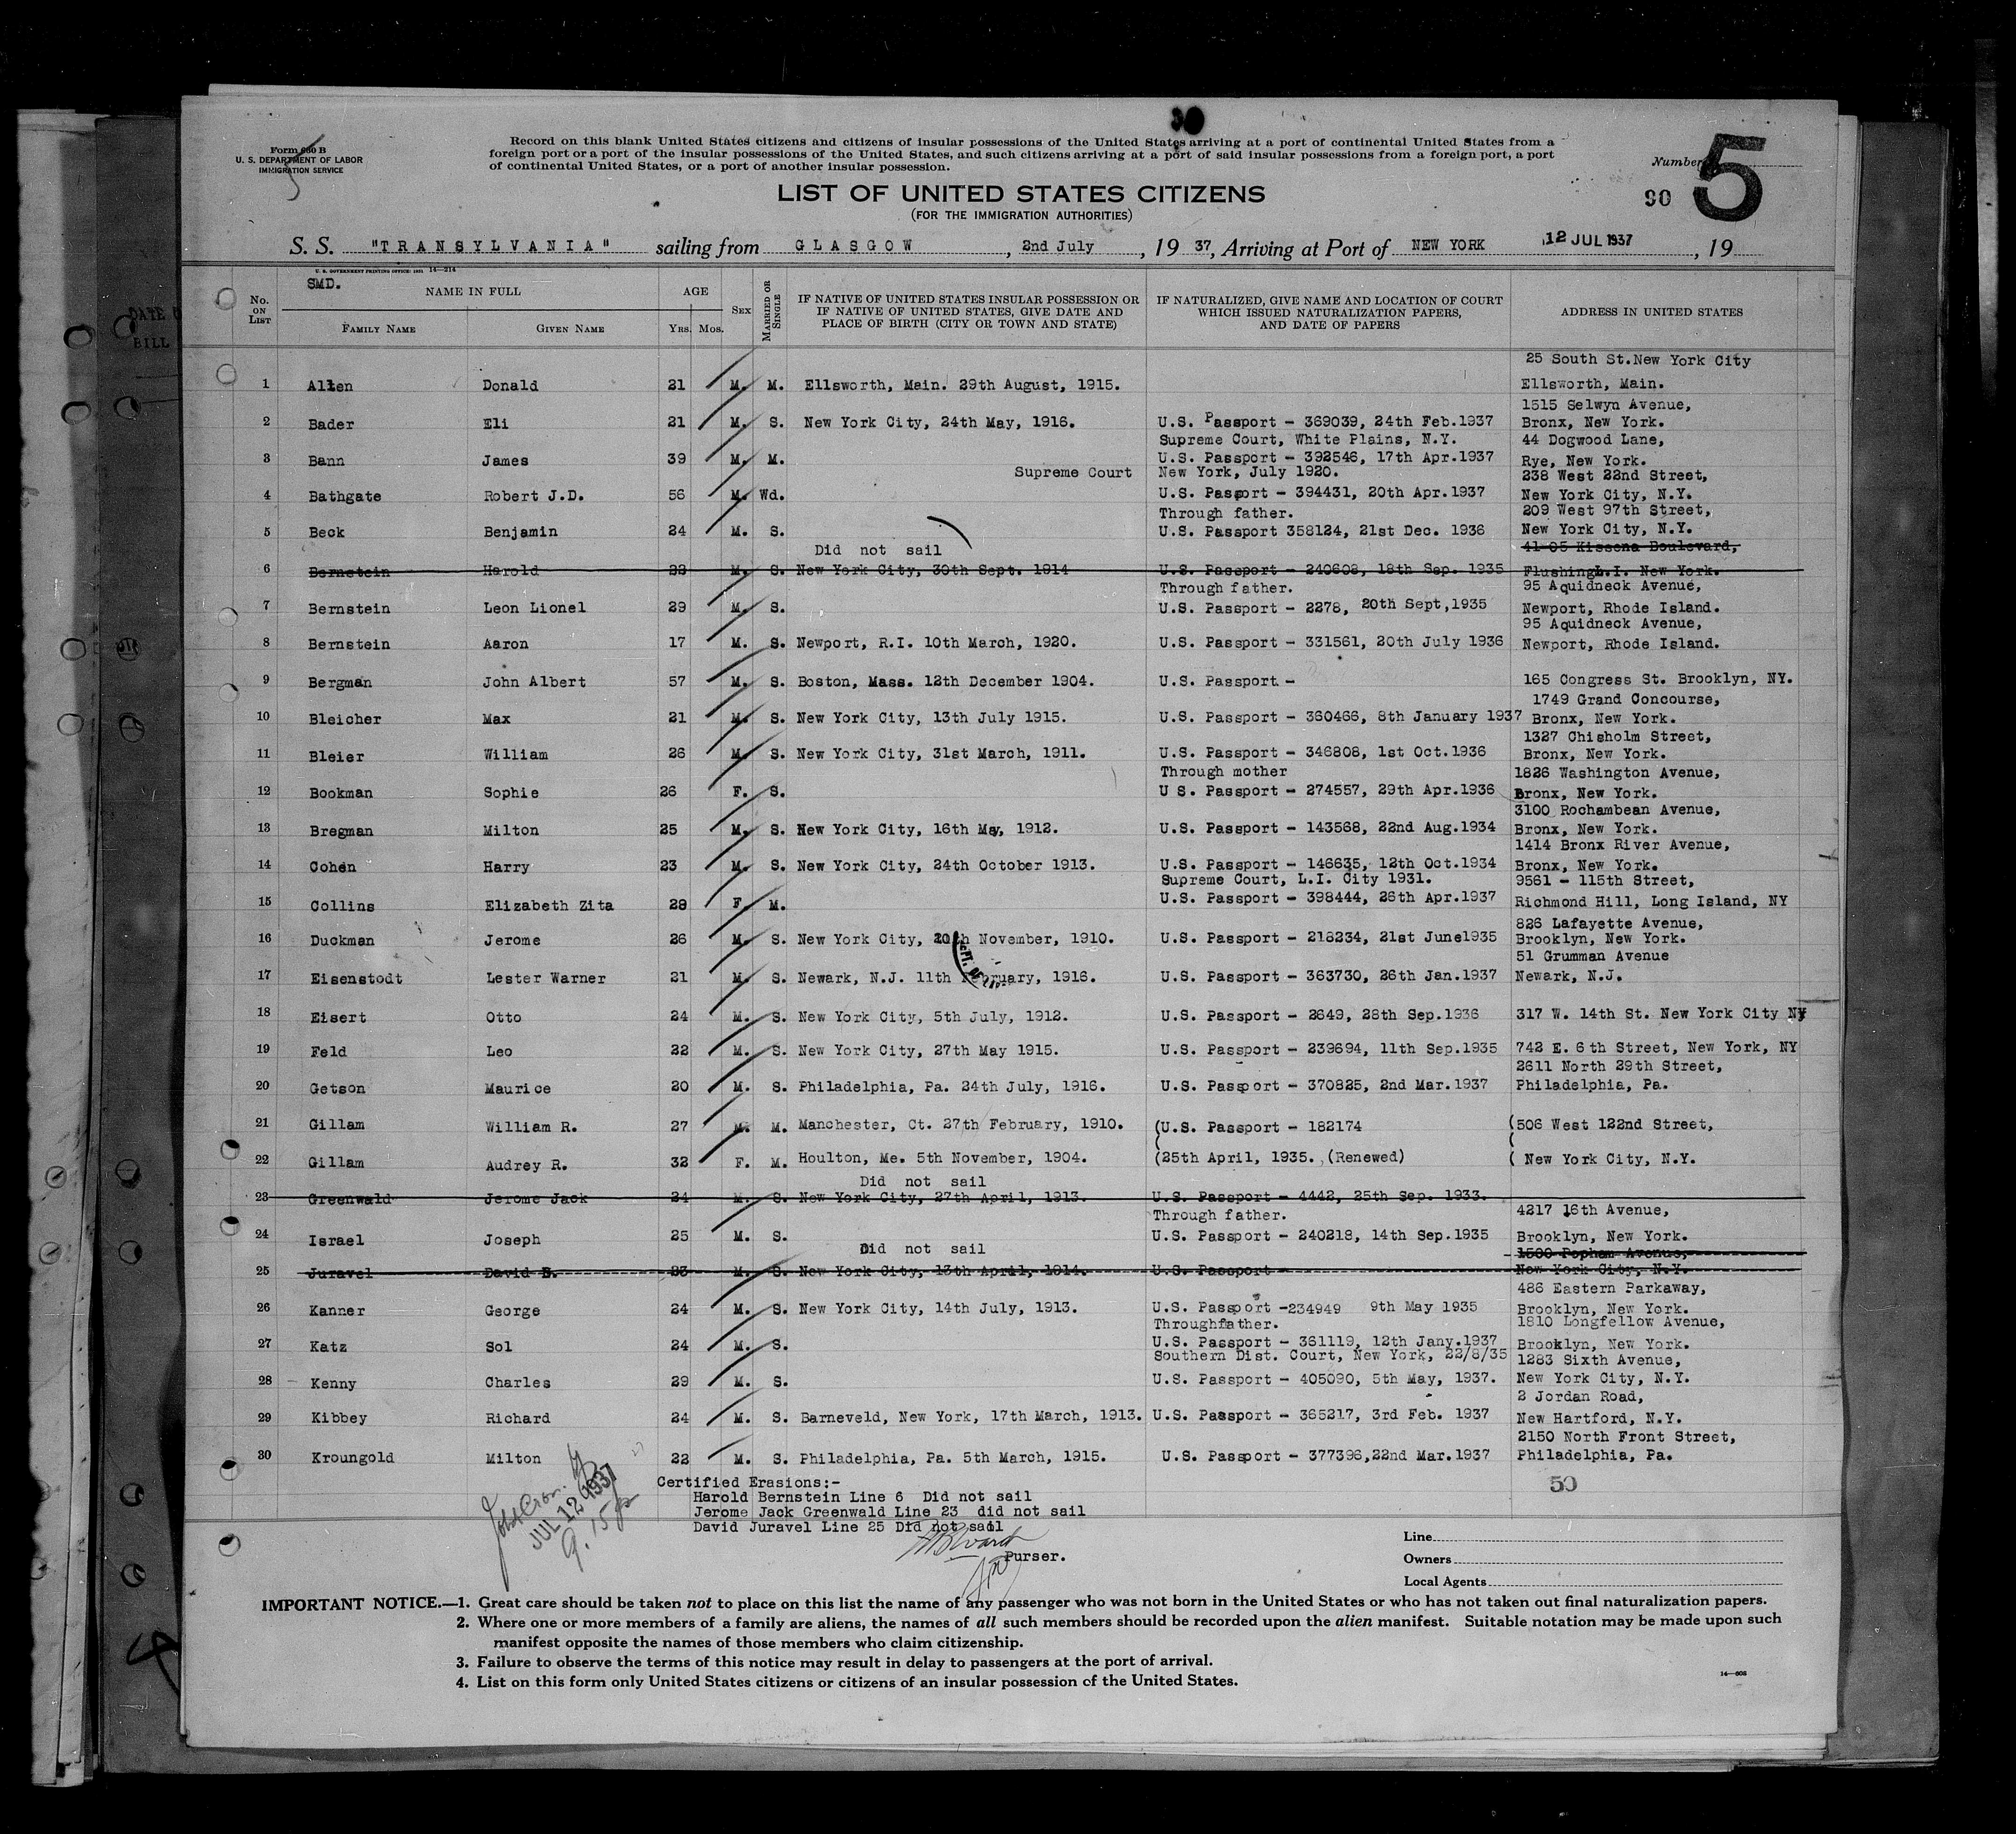 Form 630 B
U. S. DEPARTMENT OF LABOR
IMMIGRATION SERVICE
Record on this blank United States citizens and citizens of insular possessions of the United States arriving at a port of continental United States from a
foreign port or a port of the insular possessions of the United States, and such citizens arriving at a port of said insular possessions from a foreign port, a port
of continental United States, or a port of another insular possession.
Number 5
90
LIST OF UNITED STATES CITIZENS
(FOR THE IMMIGRATION AUTHORITIES)
S. S. "TRANSYLVANIA" sailing from GLASGOW, 2nd July, 19 37, Arriving at Port of NEW YORK 12 JUL 1937, 19
U. S. GOVERNMENT PRINTING OFFICE: 1931 14—214
SMD.
No. ON LIST NAME IN FULL AGE SEX MARRIED OR SINGLE IF NATIVE OF UNITED STATES INSULAR POSSESSION OR IF NATIVE OF UNITED STATES, GIVE DATE AND PLACE OF BIRTH (CITY OR TOWN AND STATE) IF NATURALIZED, GIVE NAME AND LOCATION OF COURT WHICH ISSUED NATURALIZATION PAPERS, AND DATE OF PAPERS ADDRESS IN UNITED STATES
FAMILY NAME GIVEN NAME YRS. MOS.
25 South St.New York City
1 Allen Donald 21 M. M. Ellsworth, Main. 29th August, 1915. Ellsworth, Main.
1515 Selwyn Avenue,
2 Bader Eli 21 M. S. New York City, 24th May, 1916. U.S. Passport - 369039, 24th Feb.1937 Bronx, New York.
Supreme Court, White Plains, N.Y. 44 Dogwood Lane,
3 Bann James 39 M. M. U.S. Passport - 392546, 17th Apr.1937 Rye, New York.
Supreme Court New York, July 1920. 238 West 22nd Street,
4 Bathgate Robert J.D. 56 M. Wd. U.S. Passport - 394431, 20th Apr.1937 New York City, N.Y.
Through father. 209 West 97th Street,
5 Beck Benjamin 24 M. S. U.S. Passport 358124, 21st Dec. 1936 New York City, N.Y.
Did not sail 41-05 Kissena Boulevard,
6 Bernstein Harold 22 M. S. New York City, 30th Sept. 1914 U.S. Passport - 240608, 18th Sep. 1935 FlushingL.I. New York.
Through father. 95 Aquidneck Avenue,
7 Bernstein Leon Lionel 29 M. S. U.S. Passport - 2278, 20th Sept,1935 Newport, Rhode Island.
95 Aquidneck Avenue,
8 Bernstein Aaron 17 M. S. Newport, R.I. 10th March, 1920. U.S. Passport - 331561, 20th July 1936 Newport, Rhode Island.
9 Bergman John Albert 57 M. S. Boston, Mass. 12th December 1904. U.S. Passport - 165 Congress St. Brooklyn, NY.
1749 Grand Concourse,
10 Bleicher Max 21 M. S. New York City, 13th July 1915. U.S. Passport - 360466, 8th January 1937 Bronx, New York.
1327 Chisholm Street,
11 Bleier William 26 M. S. New York City, 31st March, 1911. U.S. Passport - 346808, 1st Oct.1936 Bronx, New York.
Through mother 1826 Washington Avenue,
12 Bookman Sophie 26 F. S. U S. Passport - 274557, 29th Apr.1936 Bronx, New York.
3100 Rochambean Avenue,
13 Bregman Milton 25 M. S. New York City, 16th May, 1912. U.S. Passport - 143568, 22nd Aug.1934 Bronx, New York.
1414 Bronx River Avenue,
14 Cohen Harry 23 M. S. New York City, 24th October 1913. U.S. Passport - 146635, 12th Oct.1934 Bronx, New York.
Supreme Court, L.I. City 1931. 9561 - 115th Street,
15 Collins Elizabeth Zita 28 F. M. U.S. Passport - 398444, 26th Apr.1937 Richmond Hill, Long Island, NY
826 Lafayette Avenue,
16 Duckman Jerome 26 M. S. New York City, 20th November, 1910. U.S. Passport - 218234, 21st June1935 Brooklyn, New York.
51 Grumman Avenue
17 Eisenstodt Lester Warner 21 M. S. Newark, N.J. 11th February, 1916. U.S. Passport - 363730, 26th Jan.1937 Newark, N.J.
18 Eisert Otto 24 M. S. New York City, 5th July, 1912. U.S. Passport - 2649, 28th Sep.1936 317 W. 14th St. New York City NY
19 Feld Leo 22 M. S. New York City, 27th May 1915. U.S. Passport - 239694, 11th Sep.1935 742 E. 6th Street, New York, NY
2611 North 29th Street,
20 Getson Maurice 20 M. S. Philadelphia, Pa. 24th July, 1916. U.S. Passport - 370825, 2nd Mar.1937 Philadelphia, Pa.
21 Gillam William R. 27 M. M. Manchester, Ct. 27th February, 1910. (U.S. Passport - 182174 (506 West 122nd Street,
22 Gillam Audrey R. 32 F. M. Houlton, Me. 5th November, 1904. (25th April, 1935. (Renewed) ( New York City, N.Y.
Did not sail
23 Greenwald Jerome Jack 24 M. S. New York City, 27th April, 1913. U.S. Passport - 4442, 25th Sep. 1933.
Through father. 4217 16th Avenue,
24 Israel Joseph 25 M. S. U.S. Passport - 240218, 14th Sep.1935 Brooklyn, New York.
Did not sail 1500 Popham Avenue,
25 Juravel David B. 23 M. S. New York City, 13th April, 1914. U.S. Passport - New York City, N.Y.
486 Eastern Parkaway,
26 Kanner George 24 M. S. New York City, 14th July, 1913. U.S. Passport -234949 9th May 1935 Brooklyn, New York.
Throughfather. 1810 Longfellow Avenue,
27 Katz Sol 24 M. S. U.S. Passport - 361119, 12th Jany.1937 Brooklyn, New York.
Southern Dist. Court, New York, 22/8/35 1283 Sixth Avenue,
28 Kenny Charles 29 M. S. U.S. Passport - 405090, 5th May, 1937. New York City, N.Y.
2 Jordan Road,
29 Kibbey Richard 24 M. S. Barneveld, New York, 17th March, 1913. U.S. Passport - 365217, 3rd Feb. 1937 New Hartford, N.Y.
2150 North Front Street,
30 Kroungold Milton 22 M. S. Philadelphia, Pa. 5th March, 1915. U.S. Passport - 377396,22nd Mar.1937 Philadelphia, Pa.
50
JUL 12 1937
Certified Erasions:-
Harold Bernstein Line 6 Did not sail
Jerome Jack Greenwald Line 23 did not sail
David Juravel Line 25 Did not sail
Purser.
Line
Owners
Local Agents
IMPORTANT NOTICE.—1. Great care should be taken not to place on this list the name of any passenger who was not born in the United States or who has not taken out final naturalization papers.
2. Where one or more members of a family are aliens, the names of all such members should be recorded upon the alien manifest. Suitable notation may be made upon such
manifest opposite the names of those members who claim citizenship.
3. Failure to observe the terms of this notice may result in delay to passengers at the port of arrival.
4. List on this form only United States citizens or citizens of an insular possession of the United States.
14—608